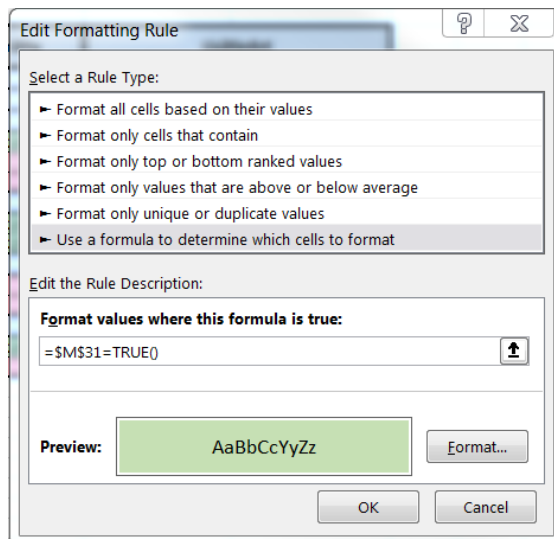 Edit Formatting Rule
Select a Rule Type:
► Format all cells based on their values
► Format only cells that contain
► Format only top or bottom ranked values
► Format only values that are above or below average
► Format only unique or duplicate values
► Use a formula to determine which cells to format
Edit the Rule Description:
Format values where this formula is true:
=$M$31=TRUE()
Preview:
AaBbCcYyZz
Format...
OK
Cancel